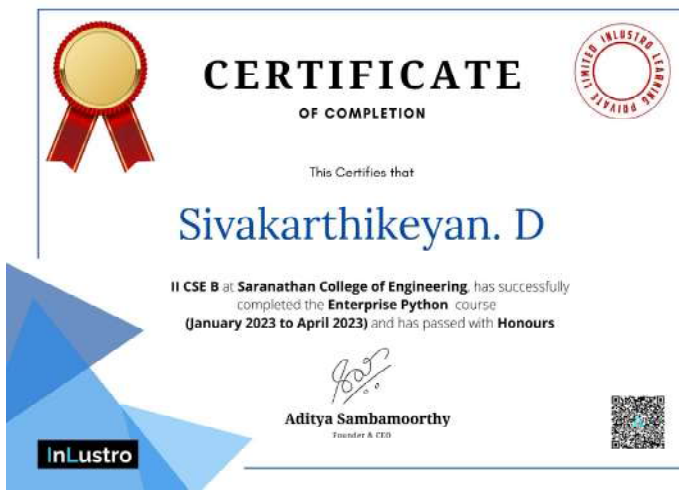 CERTIFICATE
OF COMPLETION
INLUSTRO LEARNING PRIVATE LIMITED
This Certifies that
Sivakarthikeyan. D
II CSE B at Saranathan College of Engineering, has successfully
completed the Enterprise Python course
(January 2023 to April 2023) and has passed with Honours
Aditya Sambamoorthy
Founder & CEO
InLustro